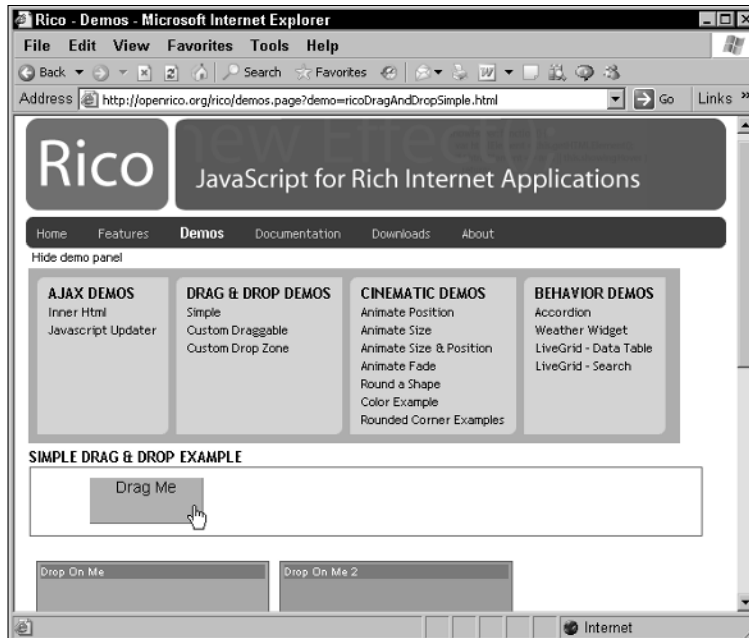 Rico - Demos - Microsoft Internet Explorer
File Edit View Favorites Tools Help
Back Search Favorites
Address http://openrico.org/rico/demos.page?demo=ricoDragAndDropSimple.html Go Links »
new Effect();
Rico
JavaScript for Rich Internet Applications
Home Features Demos Documentation Downloads About
Hide demo panel
AJAX DEMOS
Inner Html
Javascript Updater
DRAG & DROP DEMOS
Simple
Custom Draggable
Custom Drop Zone
CINEMATIC DEMOS
Animate Position
Animate Size
Animate Size & Position
Animate Fade
Round a Shape
Color Example
Rounded Corner Examples
BEHAVIOR DEMOS
Accordion
Weather Widget
LiveGrid - Data Table
LiveGrid - Search
SIMPLE DRAG & DROP EXAMPLE
Drag Me
Drop On Me
Drop On Me 2
Internet